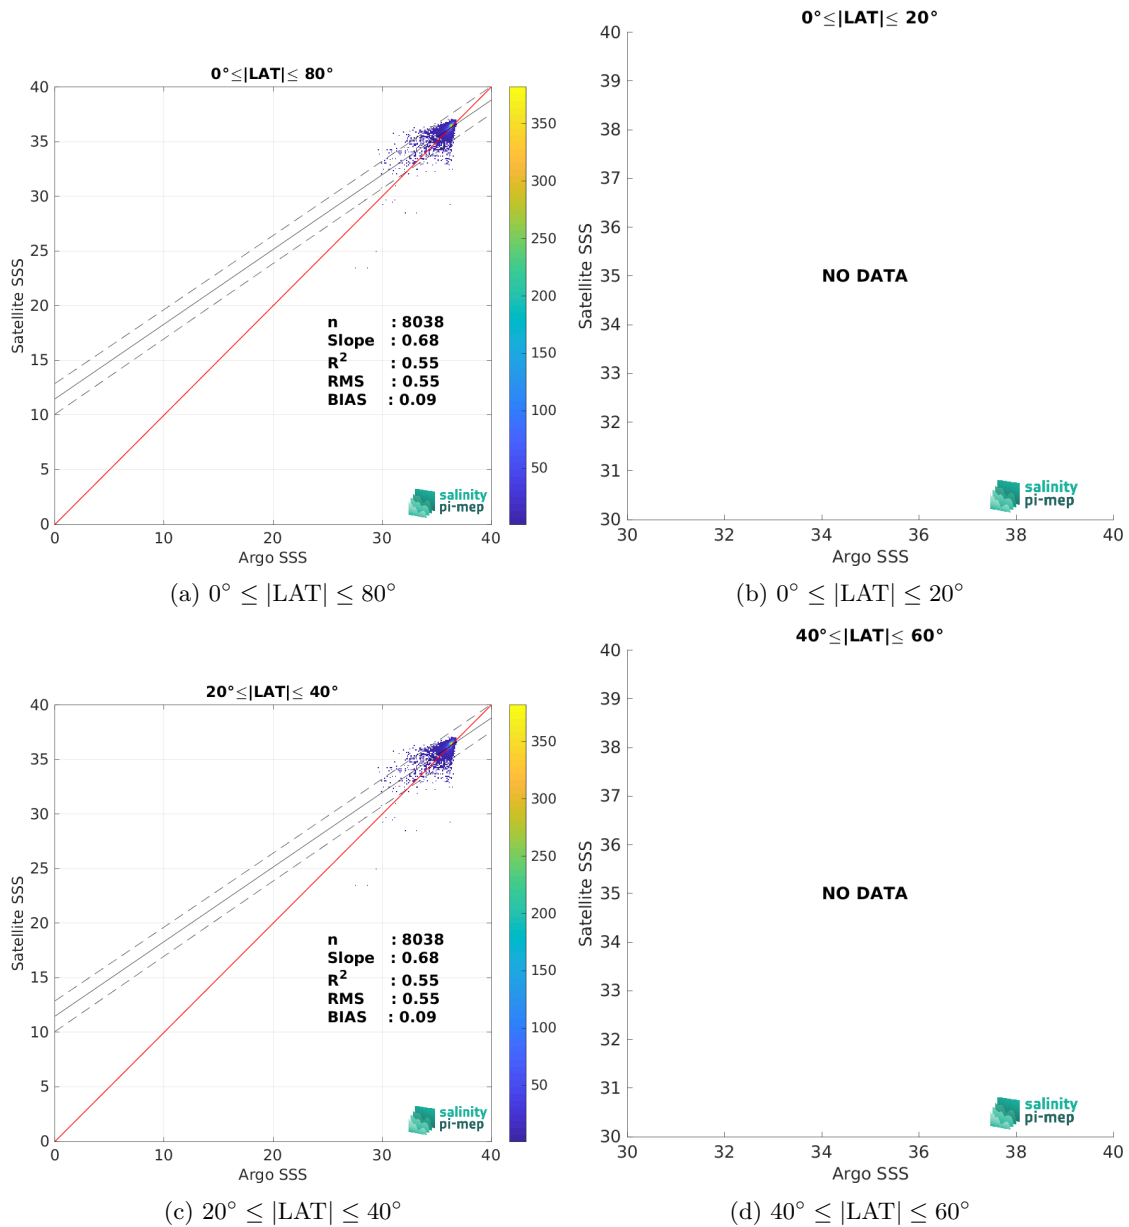 0°≤|LAT|≤ 80°
40
35
30
25
20
15
10
5
0
0
10
20
30
40
Satellite SSS
Argo SSS
n : 8038
Slope : 0.68
R2 : 0.55
RMS : 0.55
BIAS : 0.09
salinity
pi-mep
350
300
250
200
150
100
50
(a) 0° ≤ |LAT| ≤ 80°
0°≤|LAT|≤ 20°
40
39
38
37
36
35
34
33
32
31
30
30
32
34
36
38
40
Satellite SSS
Argo SSS
NO DATA
salinity
pi-mep
(b) 0° ≤ |LAT| ≤ 20°
20°≤|LAT|≤ 40°
40
35
30
25
20
15
10
5
0
0
10
20
30
40
Satellite SSS
Argo SSS
n : 8038
Slope : 0.68
R2 : 0.55
RMS : 0.55
BIAS : 0.09
salinity
pi-mep
350
300
250
200
150
100
50
(c) 20° ≤ |LAT| ≤ 40°
40°≤|LAT|≤ 60°
40
39
38
37
36
35
34
33
32
31
30
30
32
34
36
38
40
Satellite SSS
Argo SSS
NO DATA
salinity
pi-mep
(d) 40° ≤ |LAT| ≤ 60°